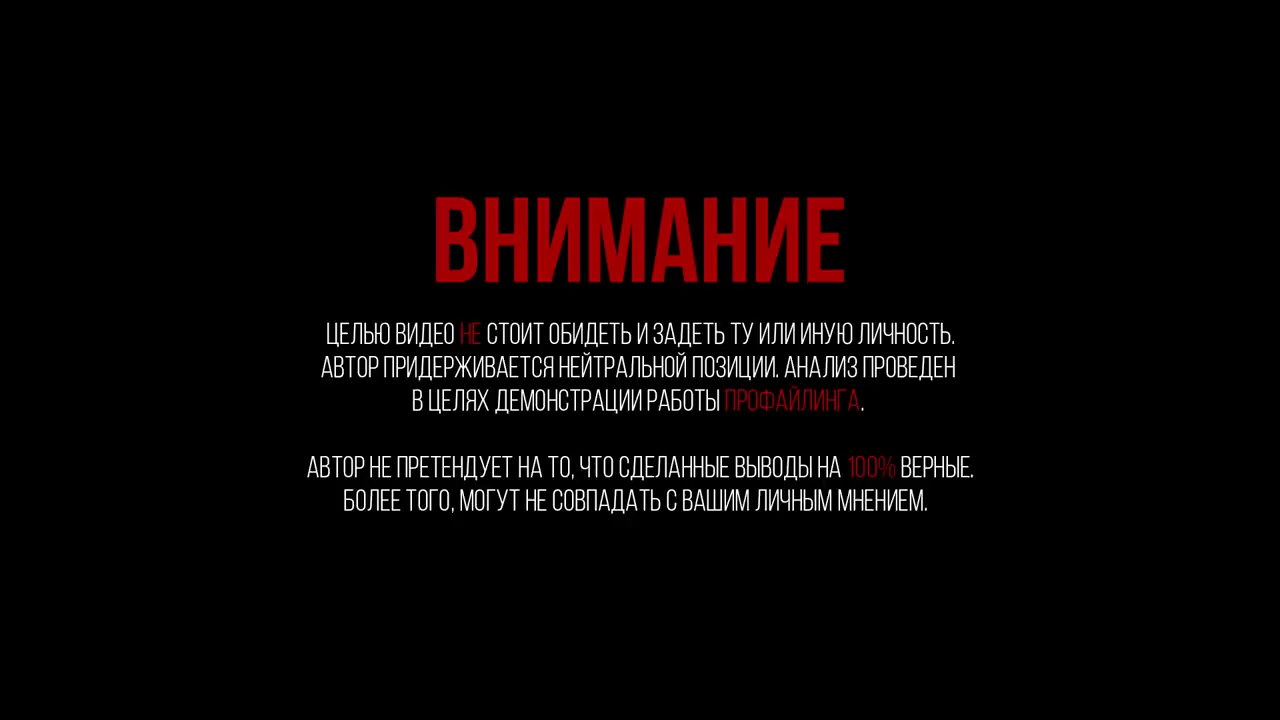 ВНИМАНИЕ
ЦЕЛЬЮ ВИДЕО НЕ СТОИТ ОБИДЕТЬ И ЗАДЕТЬ ТУ ИЛИ ИНУЮ ЛИЧНОСТЬ.
АВТОР ПРИДЕРЖИВАЕТСЯ НЕЙТРАЛЬНОЙ ПОЗИЦИИ. АНАЛИЗ ПРОВЕДЕН
В ЦЕЛЯХ ДЕМОНСТРАЦИИ РАБОТЫ ПРОФАЙЛИНГА.
АВТОР НЕ ПРЕТЕНДУЕТ НА ТО, ЧТО СДЕЛАННЫЕ ВЫВОДЫ НА 100% ВЕРНЫЕ.
БОЛЕЕ ТОГО, МОГУТ НЕ СОВПАДАТЬ С ВАШИМ ЛИЧНЫМ МНЕНИЕМ.